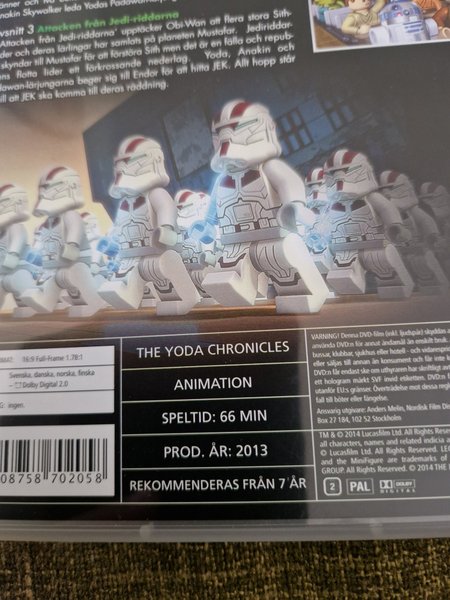 nakin Skywalker leda Yodas Padawan
vsnitt 3 Attacken från Jedi-riddarna
Attacken från Jedi-riddarna' upptäcker Obi-Wan att flera stora Sith-
der och deras lärlingar har samlats på planeten Mustafar. Jediriddar-
skyndar till Mustafar för att förstöra Sith men det är en fälla och repub-
ens flotta lider ett förkrossande nederlag. Yoda, Anakin och
dawan-lärjungarna beger sig till Endor för att hitta JEK. Allt hopp står
ll att JEK ska komma till deras räddning.
16:9 Full-Frame 1.78:1
Svenska, danska, norska, finska
- Dolby Digital 2.0
G: ingen.
08758 702058
THE YODA CHRONICLES
ANIMATION
SPELTID: 66 MIN
PROD. ÅR: 2013
REKOMMENDERAS FRÅN 7 ÅR
VARNING! Denna DVD-film (inkl. ljudspår) skyddas a
använda DVD:n för annat ändamål än enskilt bruk.
bussar, klubbar, sjukhus eller hotell - och vidareuprin
eller säljas till annan än konsument och får inte
DVD:n får endast ske om uthyraren har skriftligt av
ett hologram märkt SVF invid etiketten. DVD:n f
utanför EU:s gränser. Överträdelse mot dessa regl
fall till böter eller fängelse.
Ansvarig utgivare: Anders Melin, Nordisk Film Dis
Box 27 184, 102 52 Stockholm
TM & © 2014 Lucasfilm Ltd. All rights
all characters, names and related indicia a
© Lucasfilm Ltd. All Rights Reserved. LE
and the Minifigure are trademarks of
GROUP. All Rights Reserved. © 2014 THE
2 PAL DOLBY DIGITAL